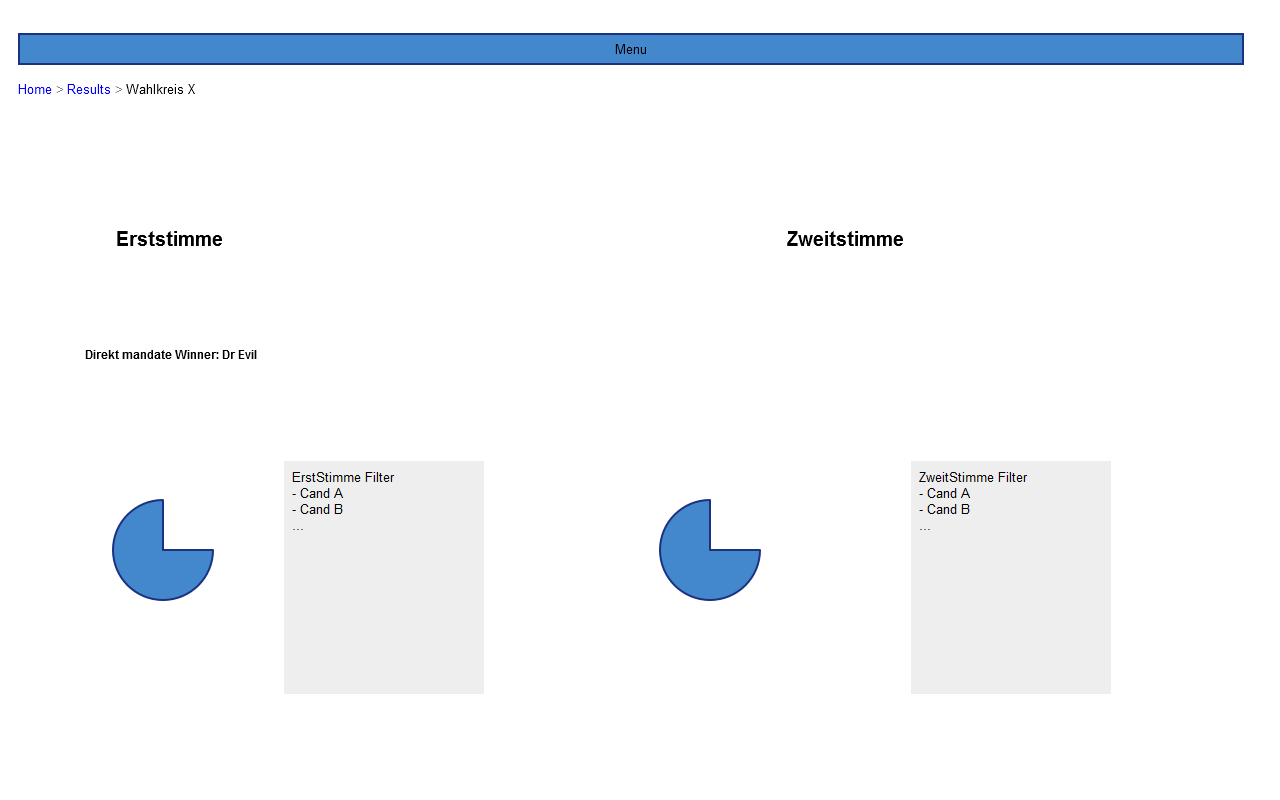 Menu
Home > Results > Wahlkreis X
Erststimme
Zweitstimme
Direkt mandate Winner: Dr Evil
ErstStimme Filter
- Cand A
- Cand B
...
ZweitStimme Filter
- Cand A
- Cand B
...